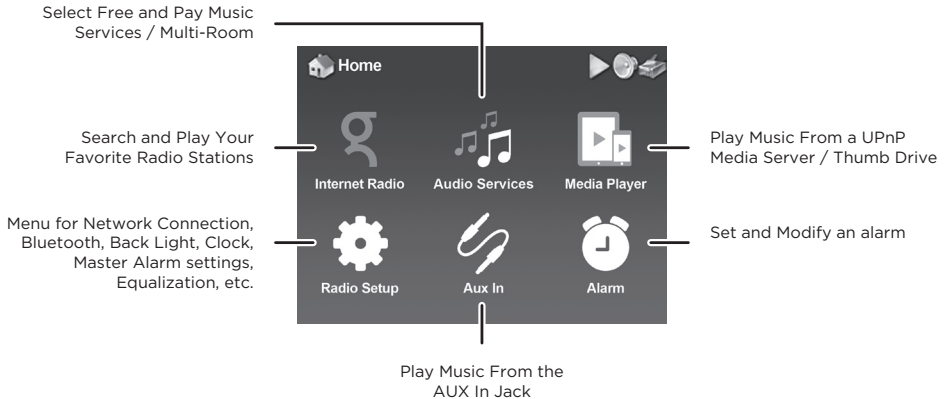 Select Free and Pay Music
Services / Multi-Room
Home
Search and Play Your
Favorite Radio Stations
Internet Radio
Audio Services
Media Player
Play Music From a UPnP
Media Server / Thumb Drive
Menu for Network Connection,
Bluetooth, Back Light, Clock,
Master Alarm settings,
Equalization, etc.
Radio Setup
Aux In
Alarm
Set and Modify an alarm
Play Music From the
AUX In Jack